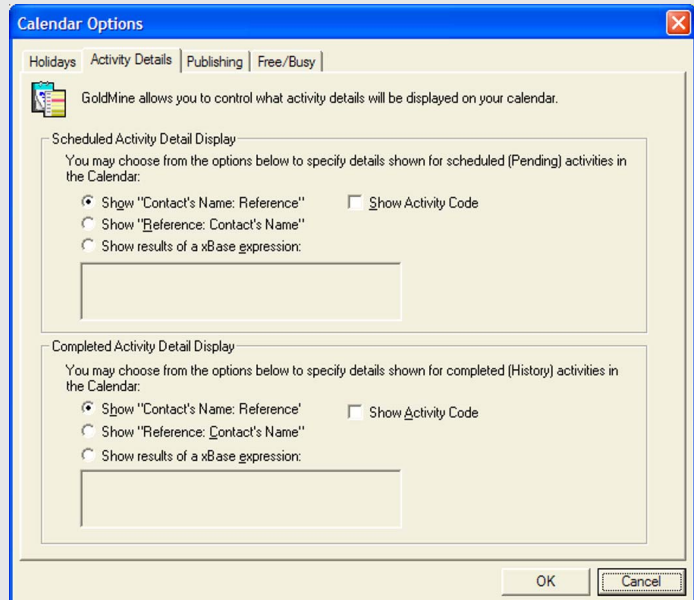 Calendar Options
Holidays Activity Details Publishing Free/Busy
GoldMine allows you to control what activity details will be displayed on your calendar.
Scheduled Activity Detail Display
You may choose from the options below to specify details shown for scheduled (Pending) activities in
the Calendar:
Show "Contact's Name: Reference" Show Activity Code
Show "Reference: Contact's Name"
Show results of a xBase expression:
Completed Activity Detail Display
You may choose from the options below to specify details shown for completed (History) activities in
the Calendar:
Show "Contact's Name: Reference' Show Activity Code
Show "Reference: Contact's Name"
Show results of a xBase expression:
OK Cancel